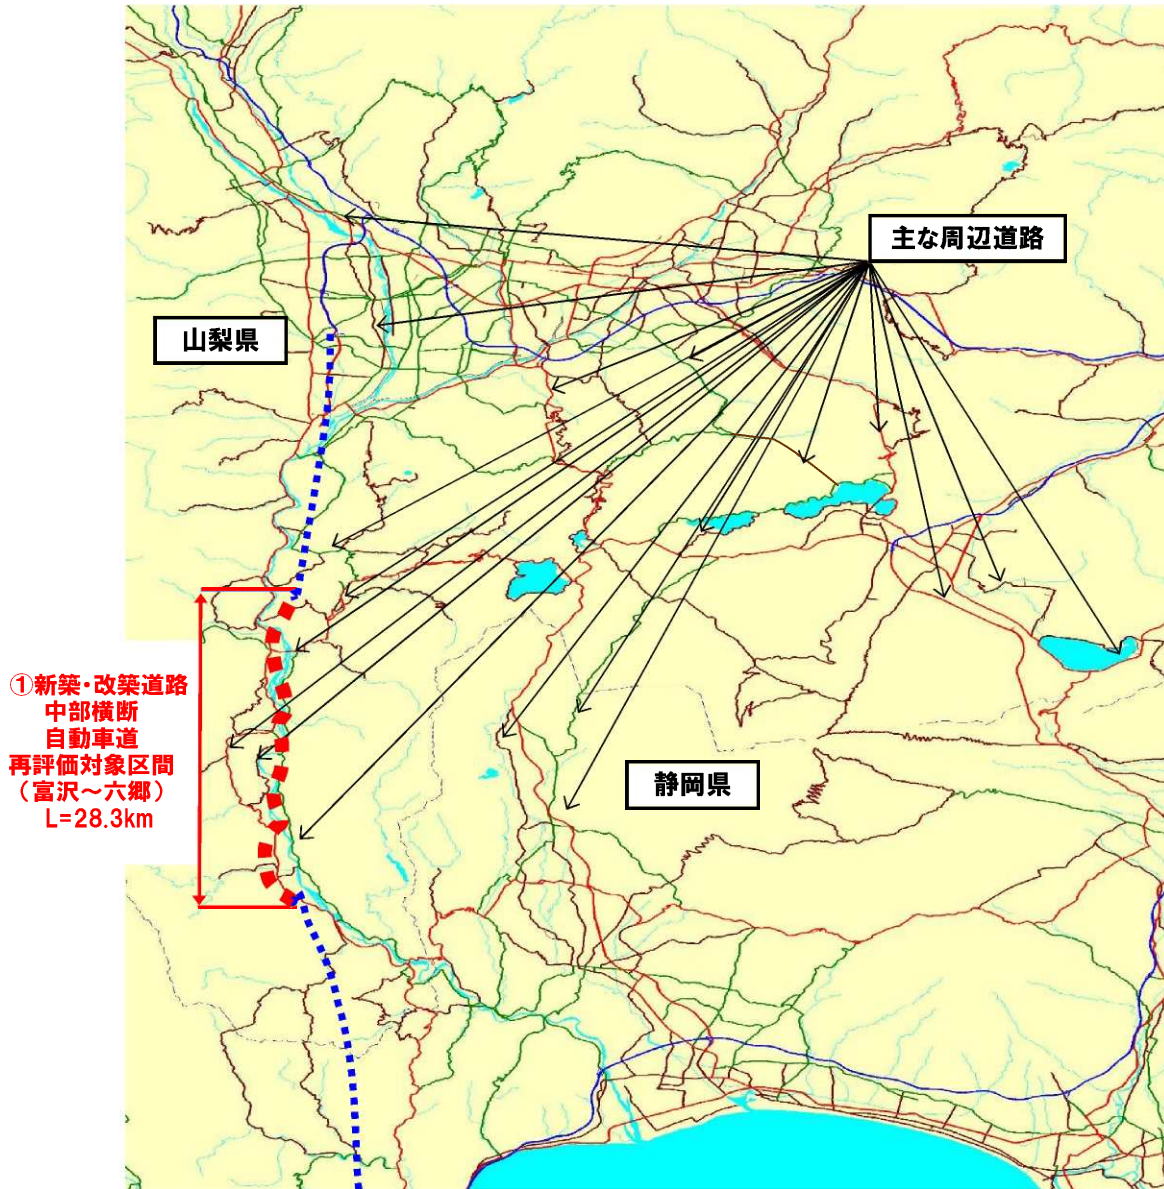 主な周辺道路
山梨県
①新築・改築道路
中部横断
自動車道
再評価対象区間
（富沢～六郷）
L=28.3km
静岡県